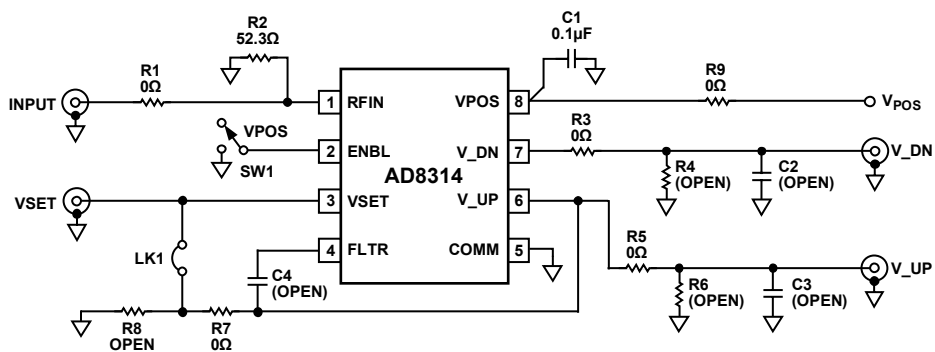 R2
52.3Ω
C1
0.1µF
R1
0Ω
R9
0Ω
INPUT
1
RFIN
VPOS
8
VPOS
R3
0Ω
VPOS
SW1
2
ENBL
V_DN
7
R4
(OPEN)
C2
(OPEN)
V_DN
AD8314
VSET
3
VSET
V_UP
6
LK1
4
FLTR
COMM
5
R5
0Ω
V_UP
C4
(OPEN)
R6
(OPEN)
C3
(OPEN)
R8
OPEN
R7
0Ω